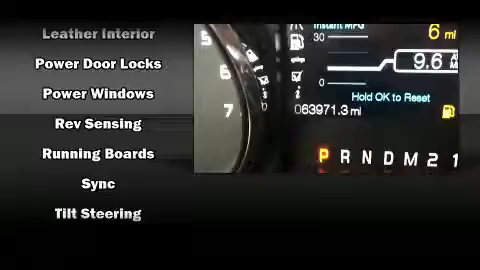 Leather Interior
Power Door Locks
Power Windows
Rev Sensing
Running Boards
Sync
Tilt Steering
Instant MPG
30
0
6 mi
9.6
Hold OK to Reset
063971.3 mi
5
6
7
P R N D M 2 1